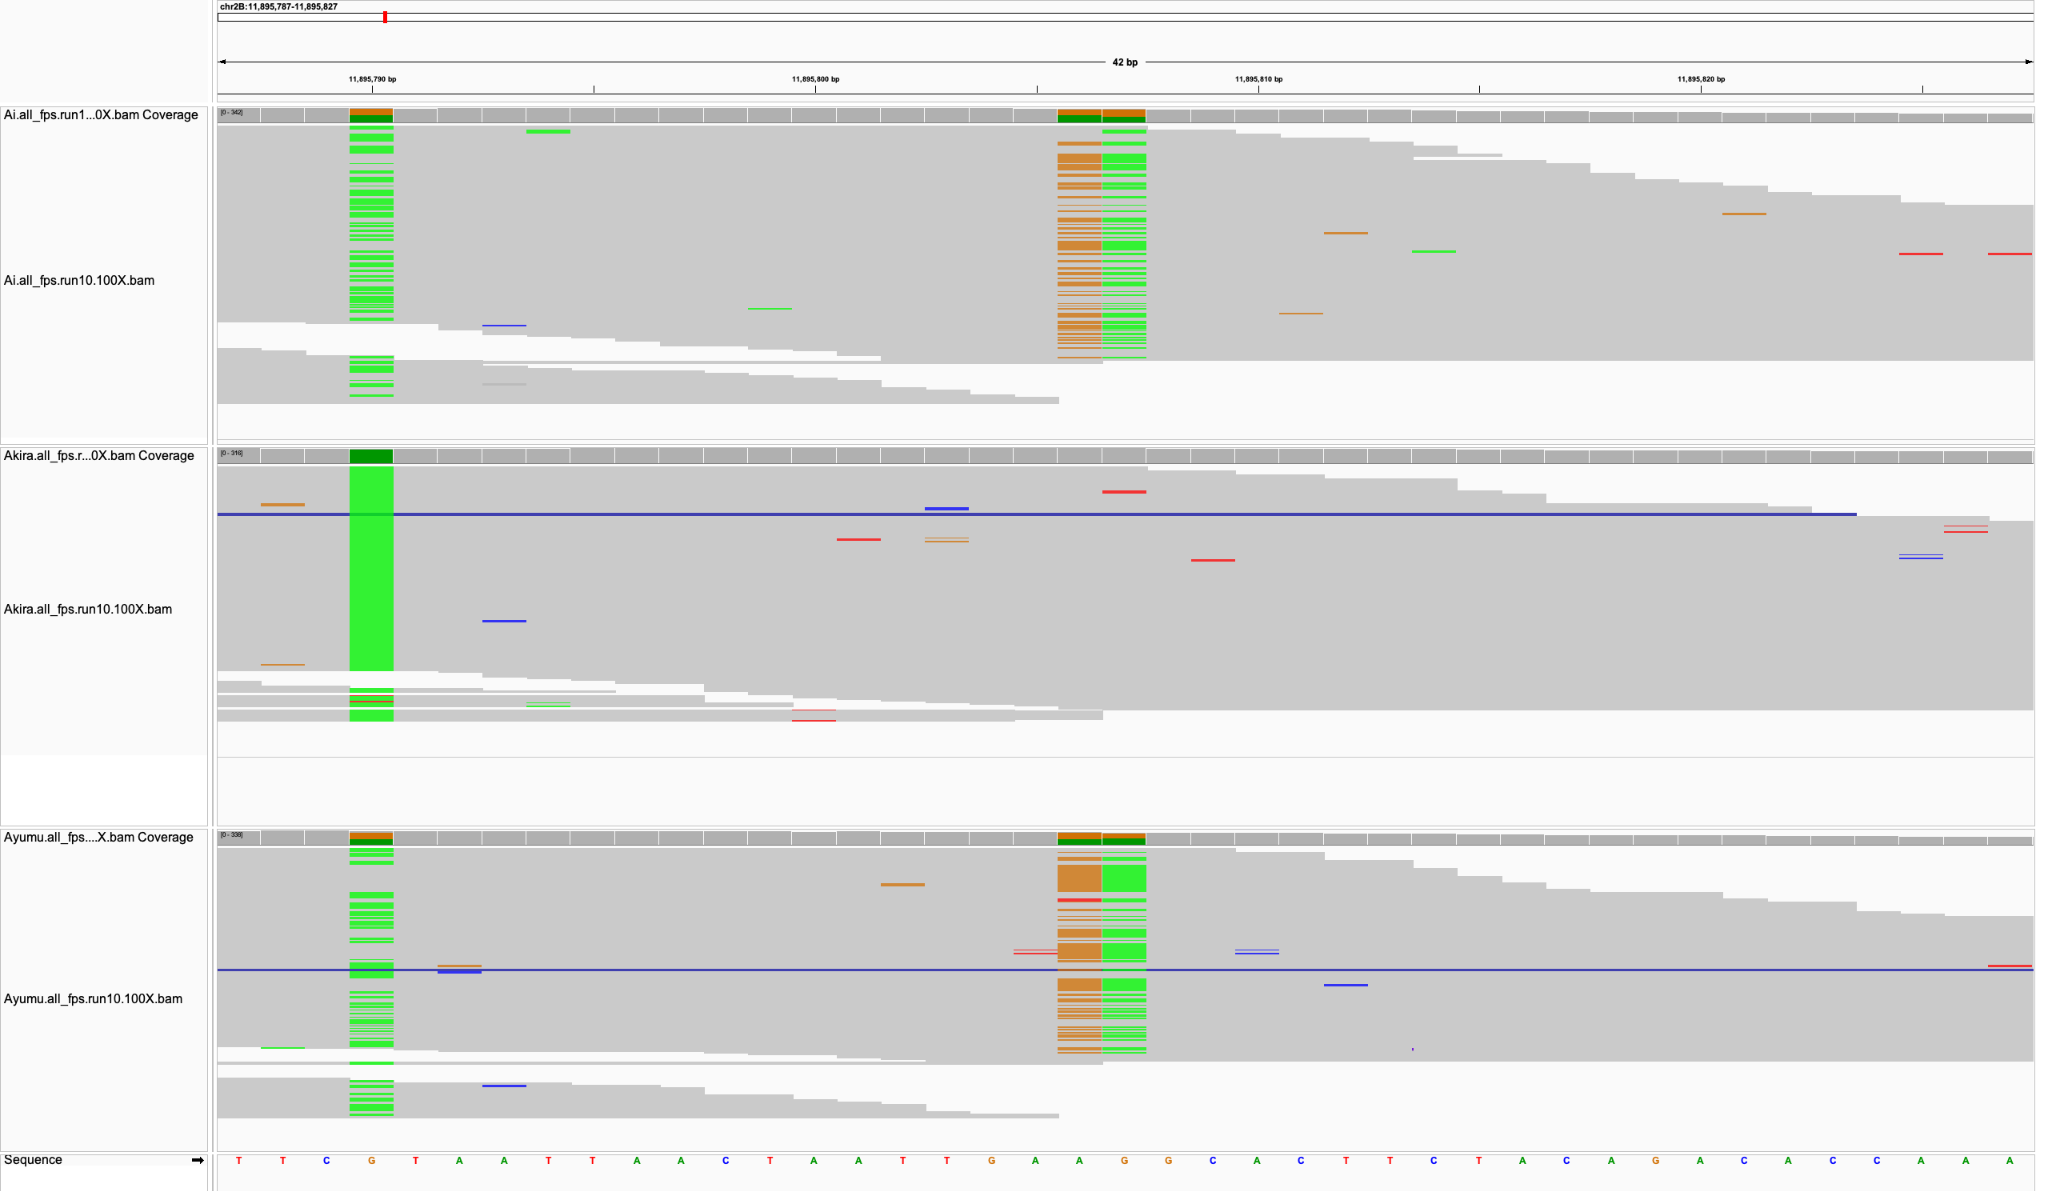 chr2B:11,895,787-11,895,827
42 bp
11,895,790 bp 11,895,800 bp 11,895,810 bp 11,895,820 bp
Ai.all_fps.run1...0X.bam Coverage
[0 - 342]
Ai.all_fps.run10.100X.bam
Akira.all_fps.r...0X.bam Coverage
[0 - 316]
Akira.all_fps.run10.100X.bam
Ayumu.all_fps....X.bam Coverage
[0 - 339]
Ayumu.all_fps.run10.100X.bam
Sequence T T C G T A A T T A A C T A A T T G A A G G C A C T T C T A C A G A C A C C A A A